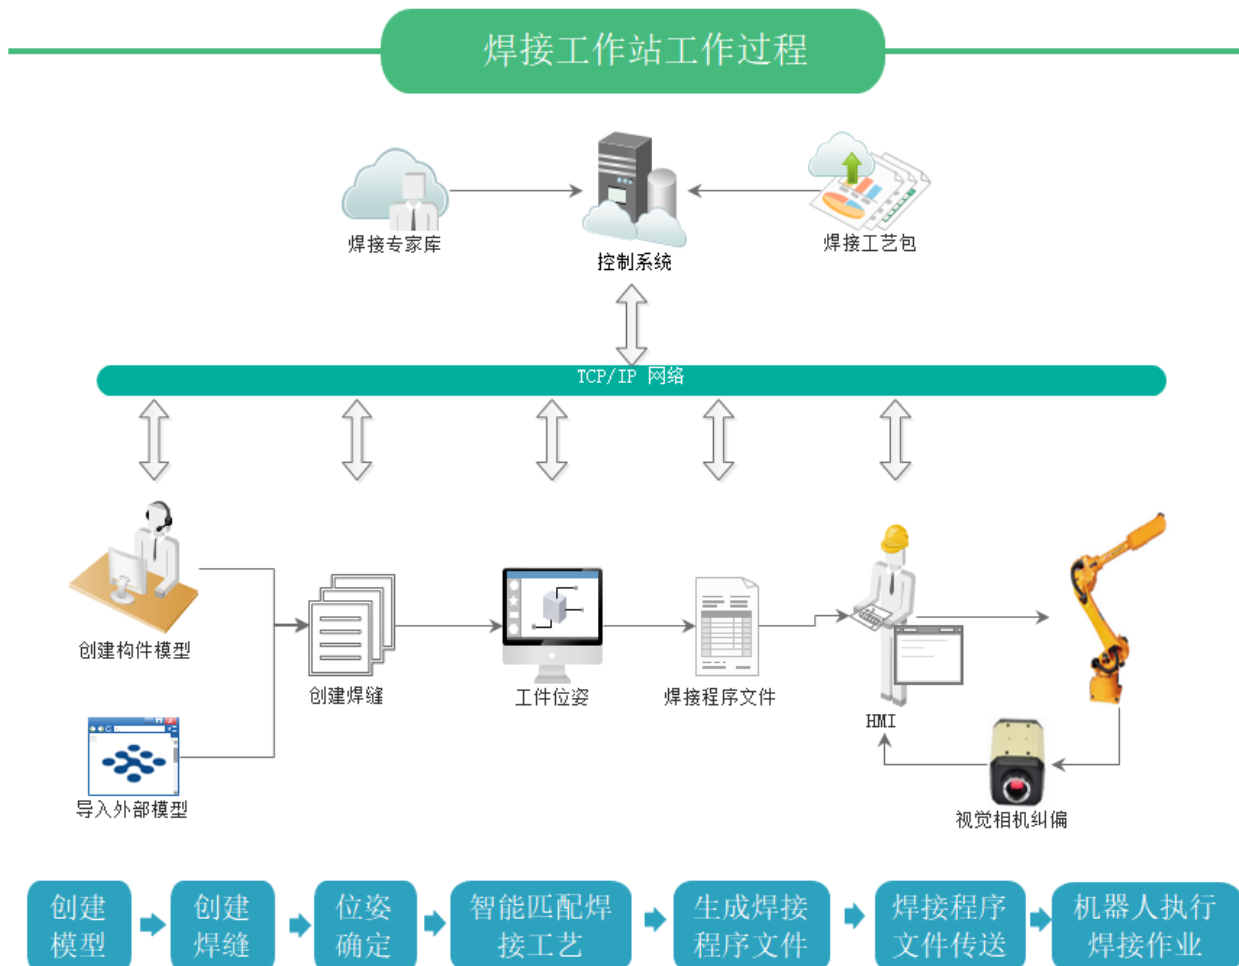 焊接工作站工作过程
焊接专家库
控制系统
焊接工艺包
TCP/IP 网络
创建构件模型
创建焊缝
工件位姿
焊接程序文件
HMI
导入外部模型
视觉相机纠偏
创建
模型
创建
焊缝
位姿
确定
智能匹配焊
接工艺
生成焊接
程序文件
焊接程序
文件传送
机器人执行
焊接作业